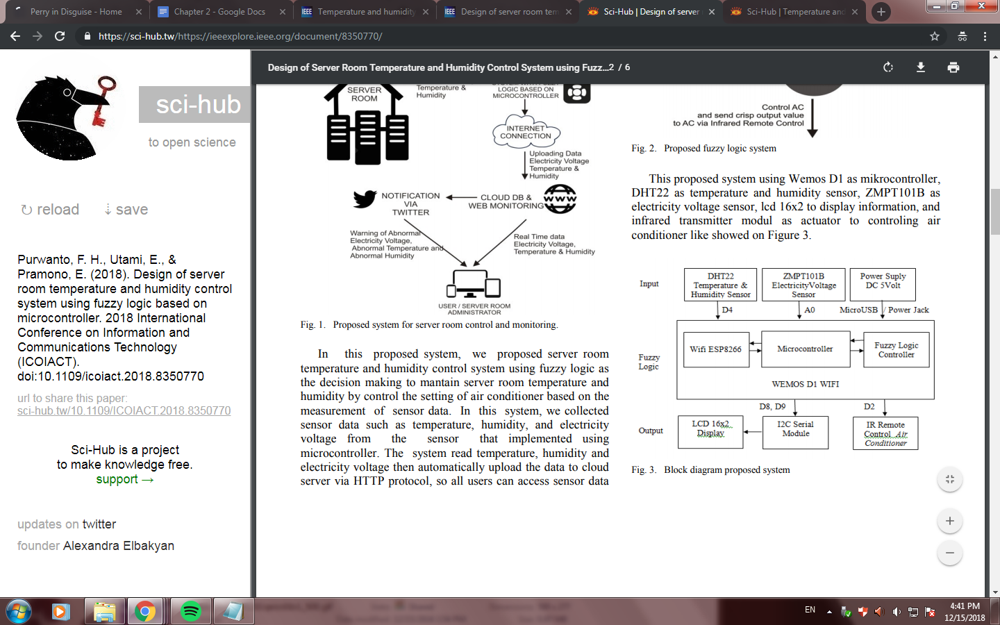 Perry in Disguise - Home
Chapter 2 - Google Docs
Temperature and humidity
Design of server room tem
Sci-Hub | Design of server
Sci-Hub | Temperature and
https://sci-hub.tw/https://ieeexplore.ieee.org/document/8350770/
sci-hub
to open science
↻ reload
⇣ save
Purwanto, F. H., Utami, E., &
Pramono, E. (2018). Design of server
room temperature and humidity control
system using fuzzy logic based on
microcontroller. 2018 International
Conference on Information and
Communications Technology
(ICOIACT).
doi:10.1109/icoiact.2018.8350770
url to share this paper:
sci-hub.tw/10.1109/ICOIACT.2018.8350770
Sci-Hub is a project
to make knowledge free.
support →
updates on twitter
founder Alexandra Elbakyan
Design of Server Room Temperature and Humidity Control System using Fuzz...2 / 6
SERVER
ROOM
Temperature &
Humidity
LOGIC BASED ON
MICROCONTROLLER
INTERNET
CONNECTION
Uploading Data
Electricity Voltage
Temperature &
Humidity
NOTIFICATION
VIA
TWITTER
CLOUD DB &
WEB MONITORING
WWW
Warning of Abnormal
Electricity Voltage,
Abnormal Temperature and
Abnormal Humidity
Real Time data
Electricity Voltage,
Temperature & Humidity
USER / SERVER ROOM
ADMINISTRATOR
Fig. 1. Proposed system for server room control and monitoring.
In this proposed system, we proposed server room
temperature and humidity control system using fuzzy logic as
the decision making to mantain server room temperature and
humidity by control the setting of air conditioner based on the
measurement of sensor data. In this system, we collected
sensor data such as temperature, humidity, and electricity
voltage from the sensor that implemented using
microcontroller. The system read temperature, humidity and
electricity voltage then automatically upload the data to cloud
server via HTTP protocol, so all users can access sensor data
Control AC
and send crisp output value
to AC via Infrared Remote Control
Fig. 2. Proposed fuzzy logic system
This proposed system using Wemos D1 as mikrocontroller,
DHT22 as temperature and humidity sensor, ZMPT101B as
electricity voltage sensor, lcd 16x2 to display information, and
infrared transmitter modul as actuator to controling air
conditioner like showed on Figure 3.
Input
DHT22
Temperature &
Humidity Sensor
ZMPT101B
ElectricityVoltage
Sensor
Power Suply
DC 5Volt
D4
A0
MicroUSB / Power Jack
Fuzzy
Logic
Wifi ESP8266
Microcontroller
Fuzzy Logic
Controller
WEMOS D1 WIFI
D8, D9
D2
Output
LCD 16x2
Display
I2C Serial
Module
IR Remote
Control Air
Conditioner
Fig. 3. Block diagram proposed system
EN
4:41 PM
12/15/2018